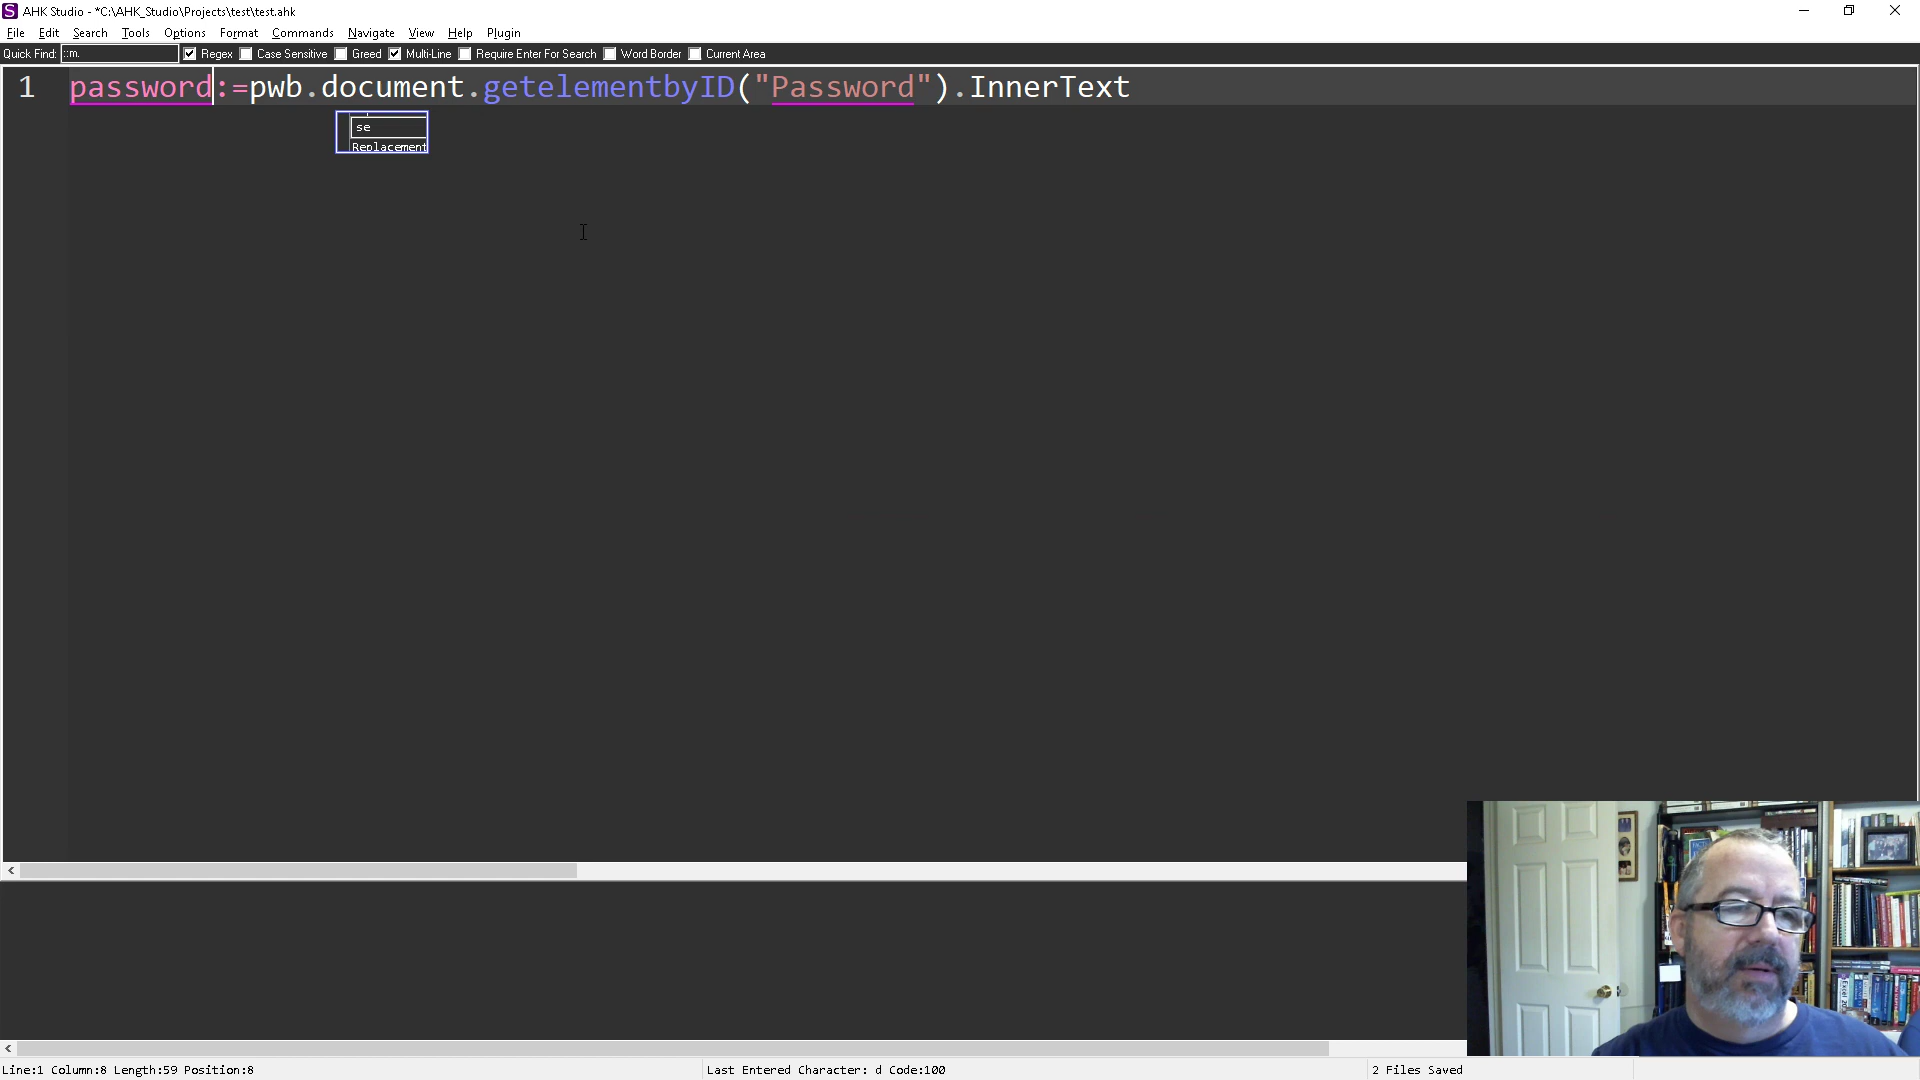 AHK Studio - *C:\AHK_Studio\Projects\test\test.ahk
File Edit Search Tools Options Format Commands Navigate View Help Plugin
Quick Find: ::m. Regex Case Sensitive Greed Multi-Line Require Enter For Search Word Border Current Area
1 password:=pwb.document.getelementbyID("Password").InnerText
se
Replacement
Line:1 Column:8 Length:59 Position:8 Last Entered Character: d Code:100 2 Files Saved